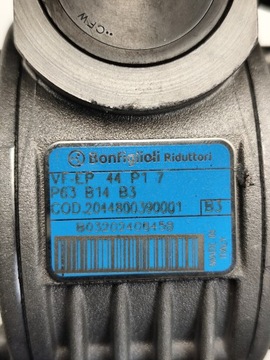 Bonfiglioli Riduttori
VF EP 44 P1 7
P63 B14 B3
COD.2044800390001 B3